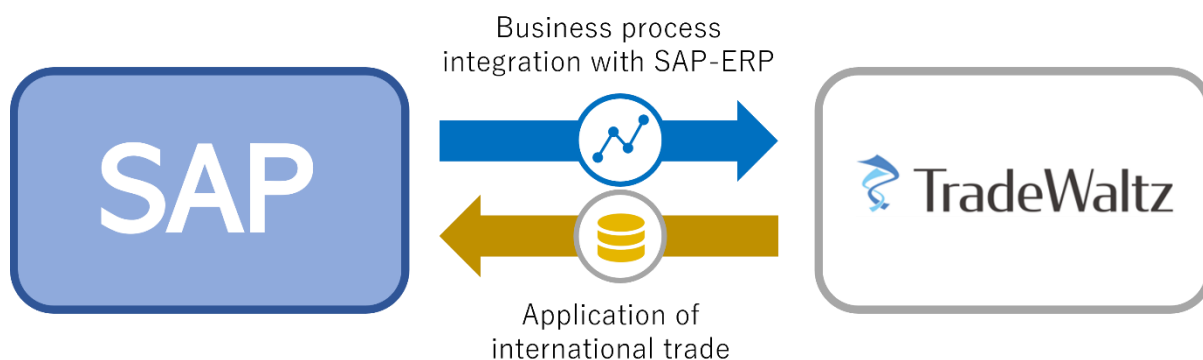 Business process
integration with SAP-ERP
SAP
TradeWaltz
Application of
international trade